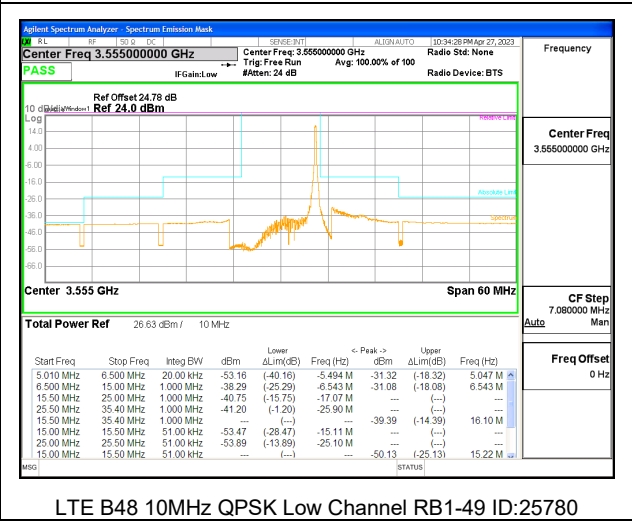 Agilent Spectrum Analyzer - Spectrum Emission Mask
RL RF 50 Ω DC SENSE:INT ALIGN AUTO 10:34:28 PM Apr 27, 2023
Center Freq 3.555000000 GHz
Center Freq: 3.555000000 GHz
Radio Std: None
Trig: Free Run Avg: 100.00% of 100
PASS
IFGain:Low #Atten: 24 dB Radio Device: BTS
Frequency
Ref Offset 24.78 dB
10 dB/div Ref 24.0 dBm
Log
Relative Limit
14.0
4.00
-6.00
-16.0
Absolute Limit
-26.0
-36.0
Spectrum
-46.0
-56.0
-66.0
Center 3.555 GHz Span 60 MHz
Center Freq
3.555000000 GHz
CF Step
7.080000 MHz
Auto Man
Freq Offset
0 Hz
Total Power Ref 26.63 dBm / 10 MHz
Lower <- Peak -> Upper
Start Freq Stop Freq Integ BW dBm ΔLim(dB) Freq (Hz) dBm ΔLim(dB) Freq (Hz)
5.010 MHz 6.500 MHz 20.00 kHz -53.16 (-40.16) -5.494 M -31.32 (-18.32) 5.047 M
6.500 MHz 15.00 MHz 1.000 MHz -38.29 (-25.29) -6.543 M -31.08 (-18.08) 6.543 M
15.50 MHz 25.00 MHz 1.000 MHz -40.75 (-15.75) -17.07 M --- (---)
25.50 MHz 35.40 MHz 1.000 MHz -41.20 (-1.20) -25.90 M --- (---)
15.50 MHz 35.40 MHz 1.000 MHz --- (---) -39.39 (-14.39) 16.10 M
15.00 MHz 15.50 MHz 51.00 kHz -53.47 (-28.47) -15.11 M --- (---) ---
25.00 MHz 25.50 MHz 51.00 kHz -53.89 (-13.89) -25.10 M --- (---) ---
15.00 MHz 15.50 MHz 51.00 kHz --- (---) --- -50.13 (-25.13) 15.22 M
MSG STATUS
LTE B48 10MHz QPSK Low Channel RB1-49 ID:25780